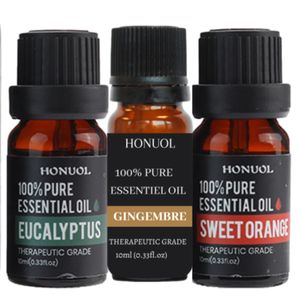 HONUOL
100% PURE
ESSENTIAL OIL
EUCALYPTUS
THERAPEUTIC GRADE
10ml(0.33fl.oz)
HONUOL
100% PURE
ESSENTIEL OIL
GINGEMBRE
THERAPEUTIC GRADE
10ml (0.33fl.oz)
HONUOL
100% PURE
ESSENTIAL OIL
SWEET ORANGE
THERAPEUTIC GRADE
10ml(0.33fl.oz)